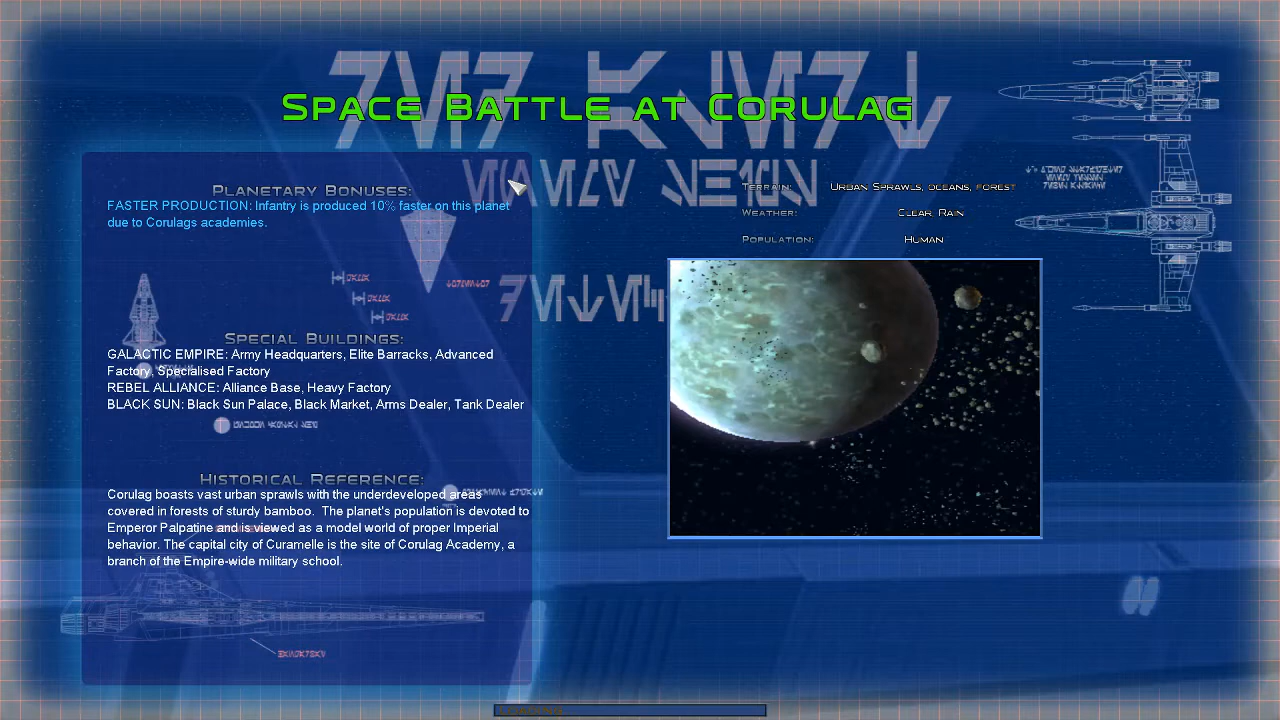 Space Battle at Corulag
Planetary Bonuses:
FASTER PRODUCTION: Infantry is produced 10% faster on this planet
due to Corulags academies.
Special Buildings:
GALACTIC EMPIRE: Army Headquarters, Elite Barracks, Advanced
Factory, Specialised Factory
REBEL ALLIANCE: Alliance Base, Heavy Factory
BLACK SUN: Black Sun Palace, Black Market, Arms Dealer, Tank Dealer
Historical Reference:
Corulag boasts vast urban sprawls with the underdeveloped areas
covered in forests of sturdy bamboo. The planet's population is devoted to
Emperor Palpatine and is viewed as a model world of proper Imperial
behavior. The capital city of Curamelle is the site of Corulag Academy, a
branch of the Empire-wide military school.
Terrain: Urban Sprawls, oceans, forest
Weather: Clear, Rain
Population: Human
Loading